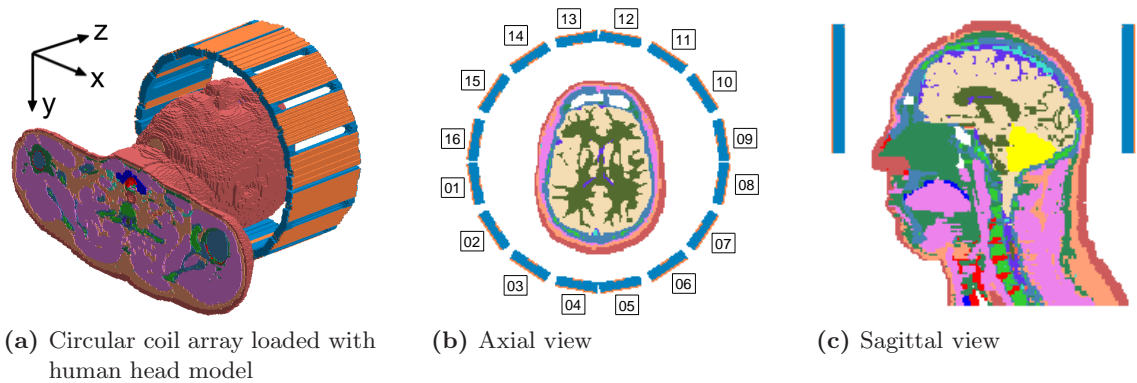 z
x
y
13
12
14
11
15
10
16
09
01
08
02
07
03
06
04
05
(a) Circular coil array loaded with
human head model
(b) Axial view
(c) Sagittal view